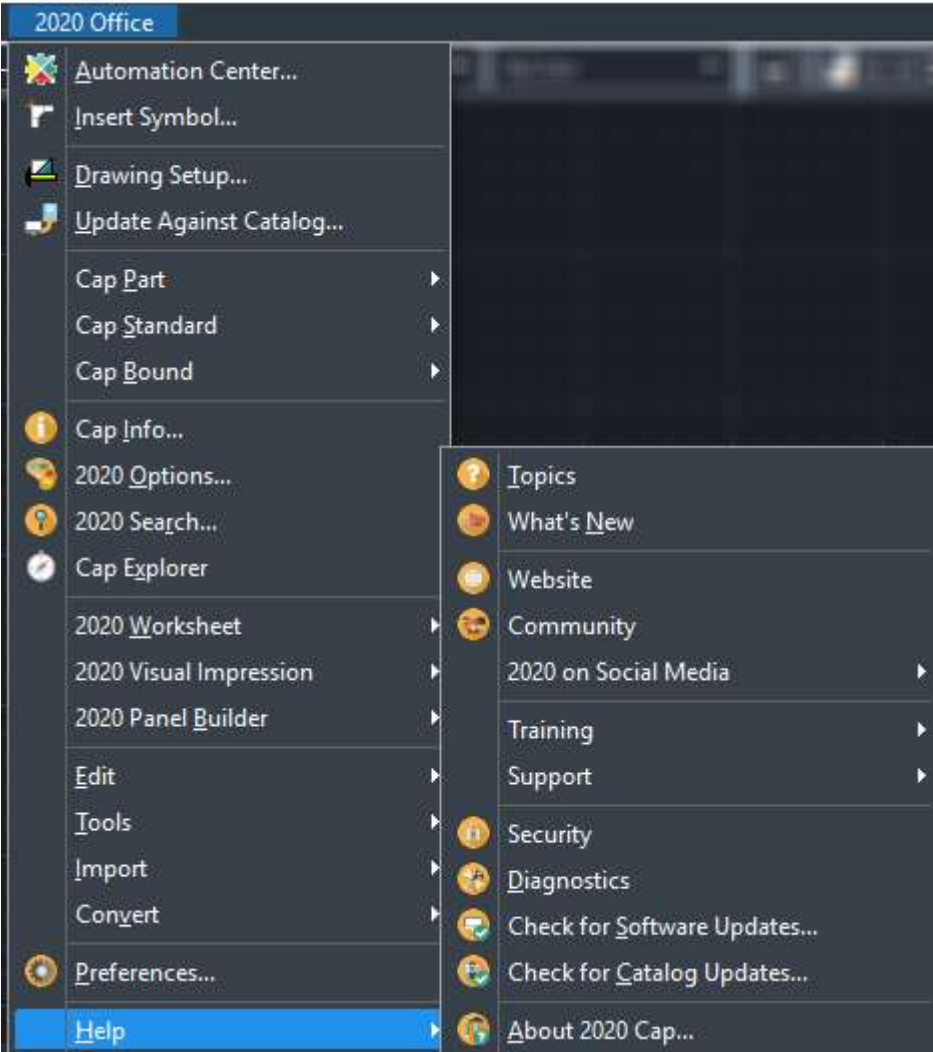 2020 Office
Automation Center...
Insert Symbol...
Drawing Setup...
Update Against Catalog...
Cap Part
Cap Standard
Cap Bound
Cap Info...
2020 Options...
2020 Search...
Cap Explorer
2020 Worksheet
2020 Visual Impression
2020 Panel Builder
Edit
Tools
Import
Convert
Preferences...
Help
Topics
What's New
Website
Community
2020 on Social Media
Training
Support
Security
Diagnostics
Check for Software Updates...
Check for Catalog Updates...
About 2020 Cap...